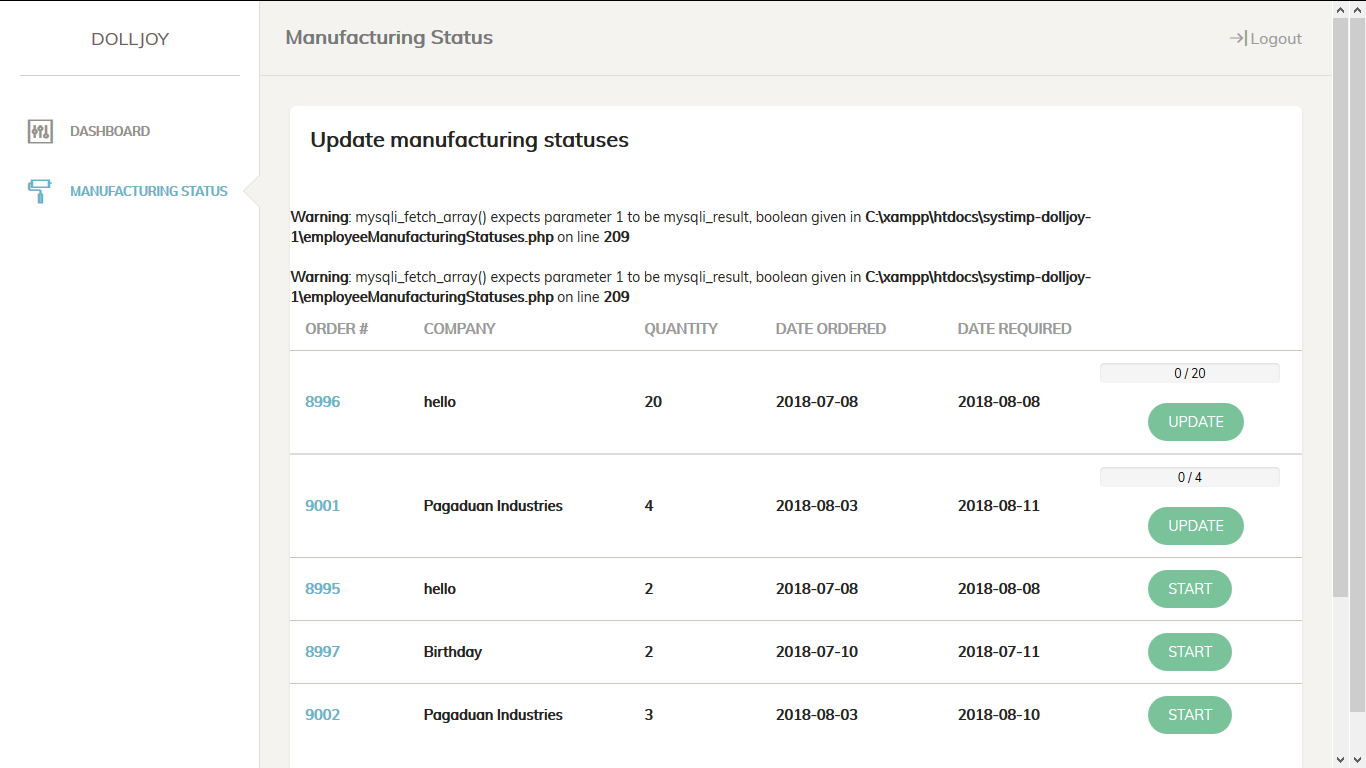 DOLLJOY
Manufacturing Status
Logout
DASHBOARD
MANUFACTURING STATUS
Update manufacturing statuses
Warning: mysqli_fetch_array() expects parameter 1 to be mysqli_result, boolean given in C:\xampp\htdocs\systimp-dolljoy-
1\employeeManufacturingStatuses.php on line 209
Warning: mysqli_fetch_array() expects parameter 1 to be mysqli_result, boolean given in C:\xampp\htdocs\systimp-dolljoy-
1\employeeManufacturingStatuses.php on line 209
ORDER # COMPANY QUANTITY DATE ORDERED DATE REQUIRED
0 / 20
8996 hello 20 2018-07-08 2018-08-08
UPDATE
0 / 4
9001 Pagaduan Industries 4 2018-08-03 2018-08-11
UPDATE
8995 hello 2 2018-07-08 2018-08-08 START
8997 Birthday 2 2018-07-10 2018-07-11 START
9002 Pagaduan Industries 3 2018-08-03 2018-08-10 START